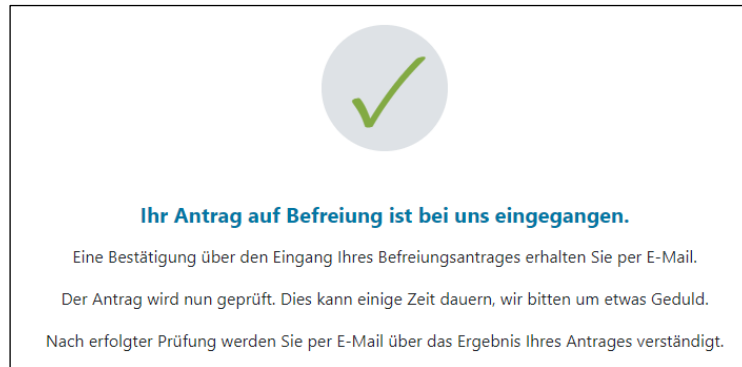 Ihr Antrag auf Befreiung ist bei uns eingegangen.
Eine Bestätigung über den Eingang Ihres Befreiungsantrages erhalten Sie per E-Mail.
Der Antrag wird nun geprüft. Dies kann einige Zeit dauern, wir bitten um etwas Geduld.
Nach erfolgter Prüfung werden Sie per E-Mail über das Ergebnis Ihres Antrages verständigt.